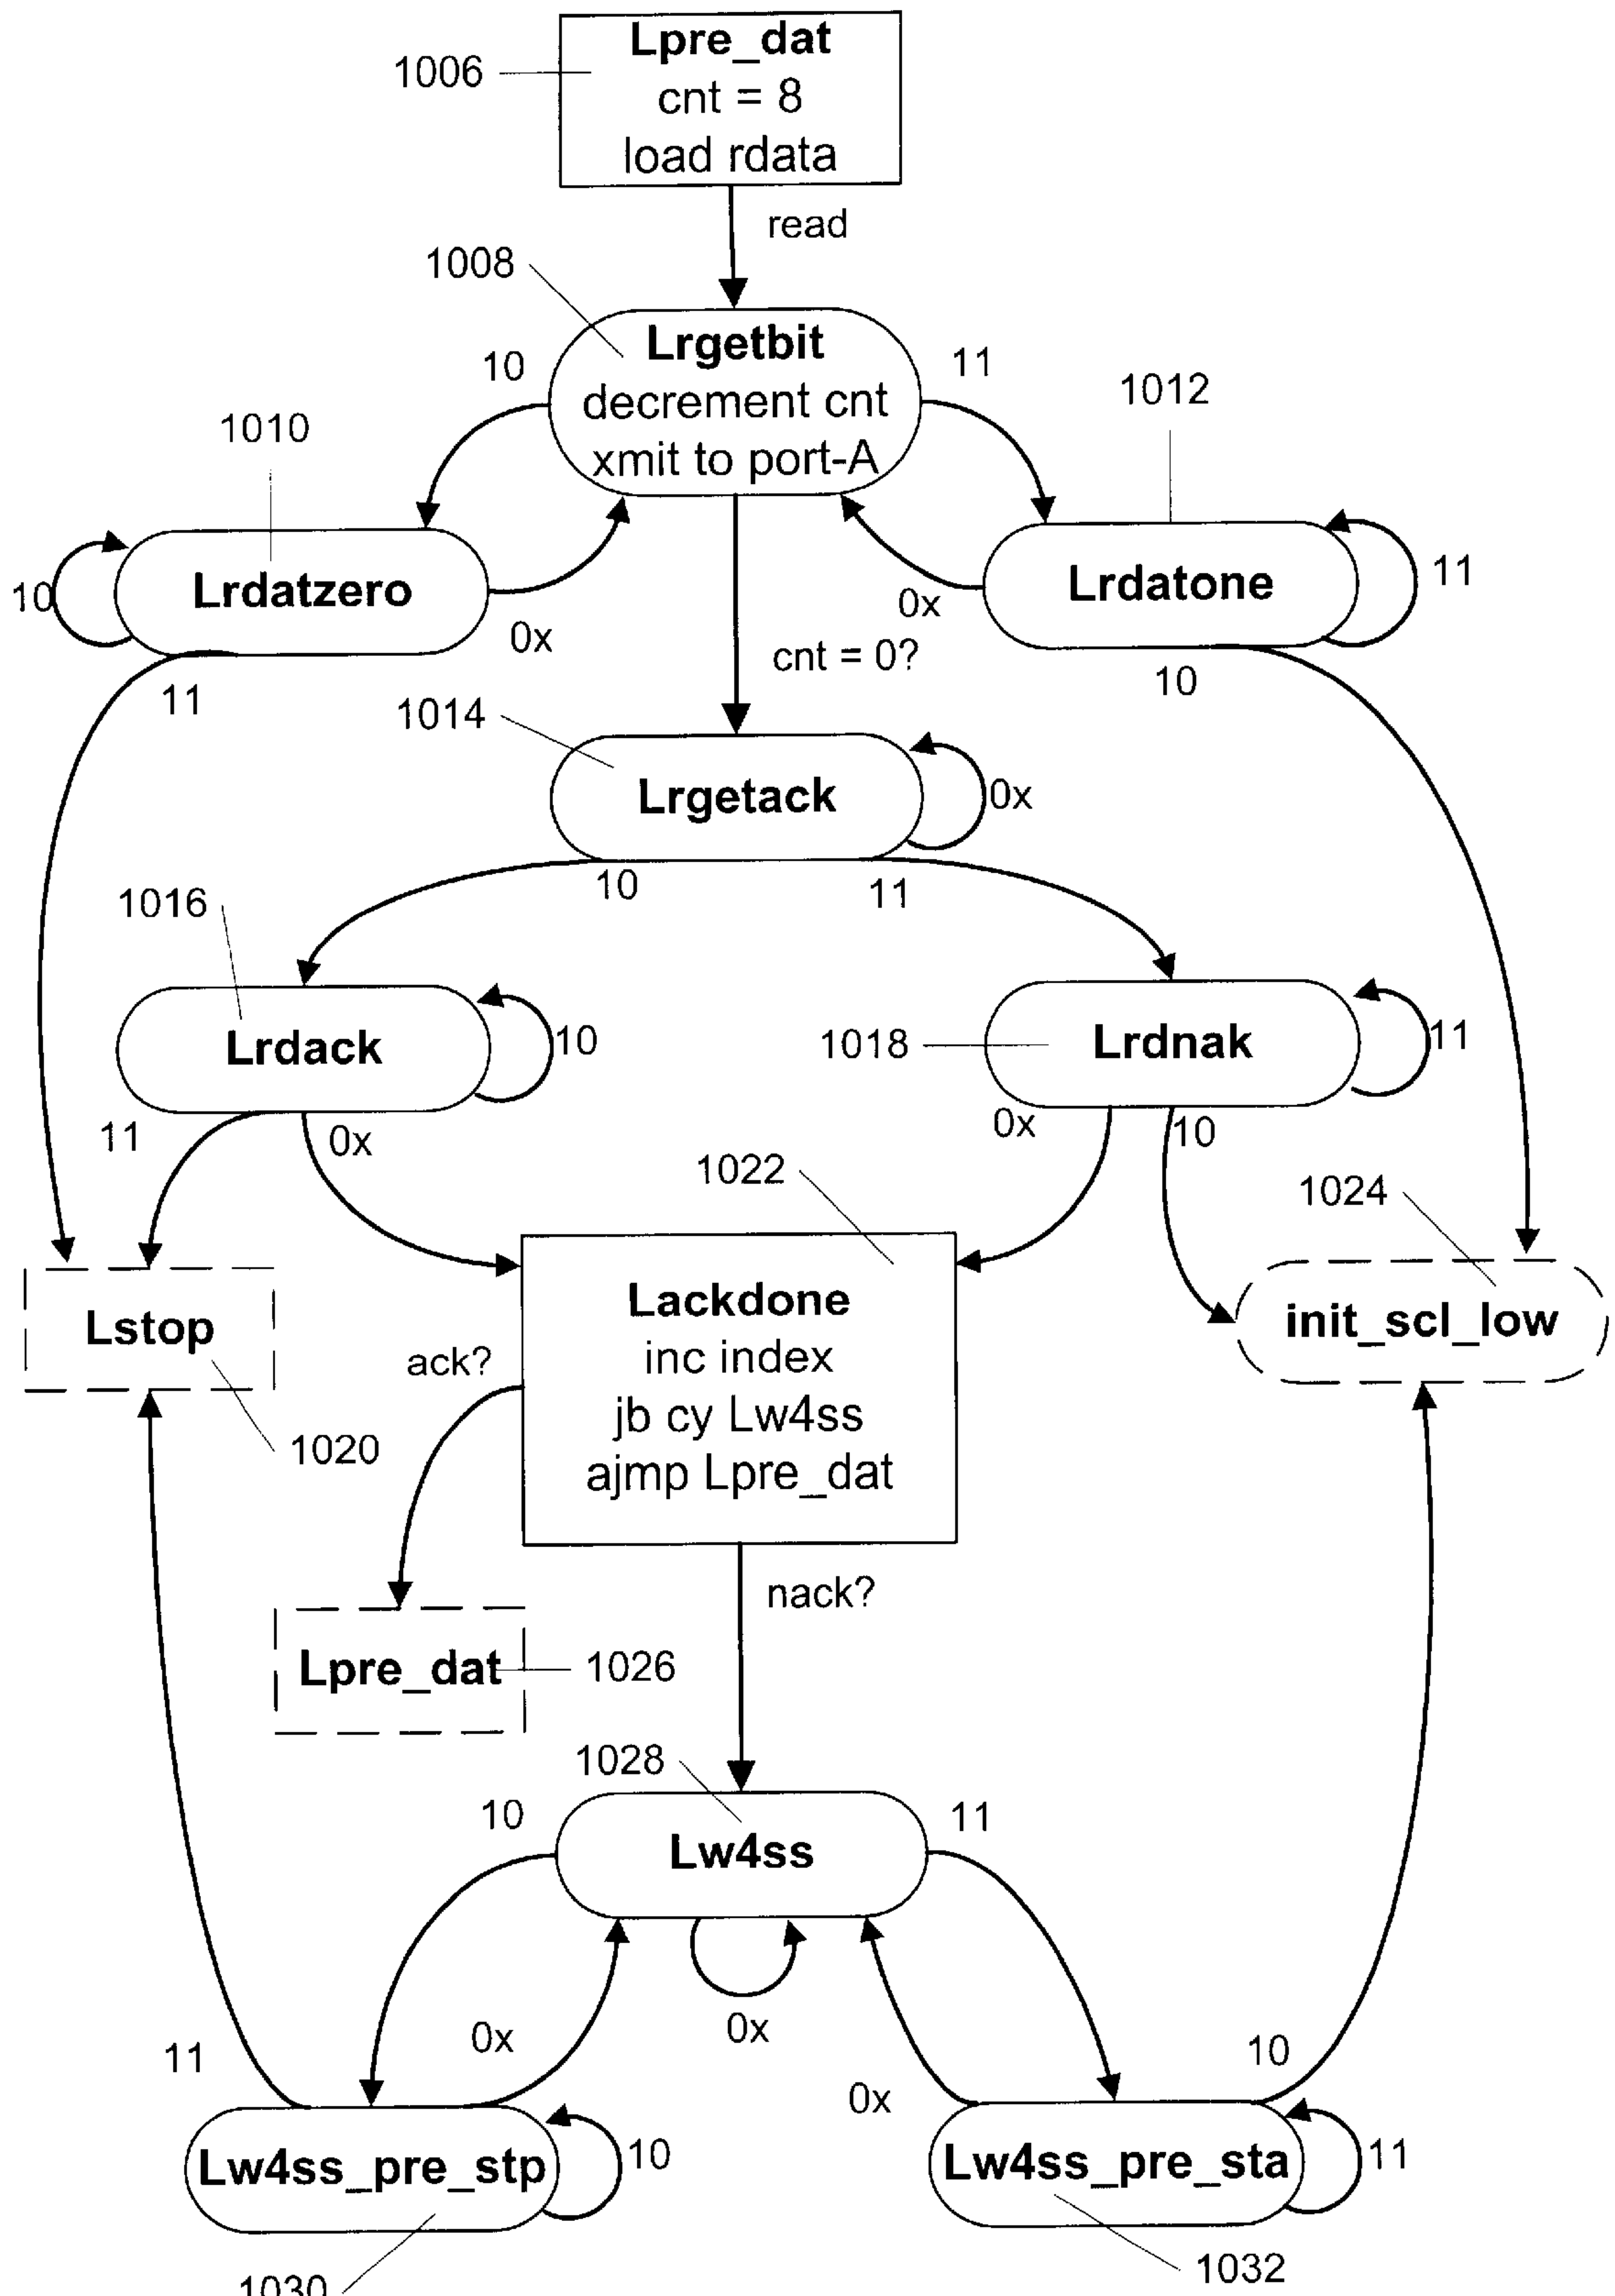 Lpre_dat
1006
cnt = 8
load rdata
read
1008
Lrgetbit
10
11
decrement cnt
1012
1010
xmit to port-A
10
Lrdatzero
Lrdatone
11
0x
0x
cnt = 0?
11
10
1014
Lrgetack
0x
10
11
1016
Lrdack
10
1018
Lrdnak
11
11
0x
0x
10
1022
1024
Lstop
Lackdone
init_scl_low
inc index
ack?
jb cy Lw4ss
1020
ajmp Lpre_dat
nack?
Lpre_dat
1026
1028
10
11
Lw4ss
0x
0x
11
10
0x
Lw4ss_pre_stp
10
Lw4ss_pre_sta
11
1032
1030